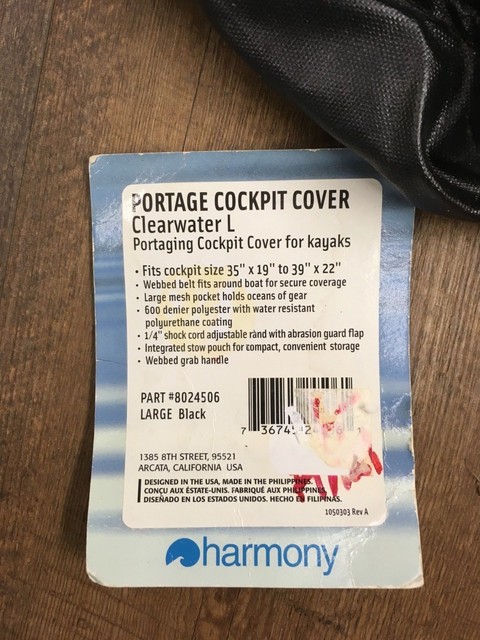 PORTAGE COCKPIT COVER
Clearwater L
Portaging Cockpit Cover for kayaks
• Fits cockpit size 35" x 19" to 39" x 22"
• Webbed belt fits around boat for secure coverage
• Large mesh pocket holds oceans of gear
• 600 denier polyester with water resistant
polyurethane coating
• 1/4" shock cord adjustable rand with abrasion guard flap
• Integrated stow pouch for compact, convenient storage
• Webbed grab handle
PART #8024506
LARGE Black
7 36745 2
1385 8TH STREET, 95521
ARCATA, CALIFORNIA USA
DESIGNED IN THE USA, MADE IN THE PHILIPPINES.
CONÇU AUX ÉSTATE-UNIS. FABRIQUÉ AUX PHILIPPINES.
DISEÑADO EN LOS ESTADOS UNIDOS. HECHO EN FILIPINAS.
1050303 Rev A
harmony